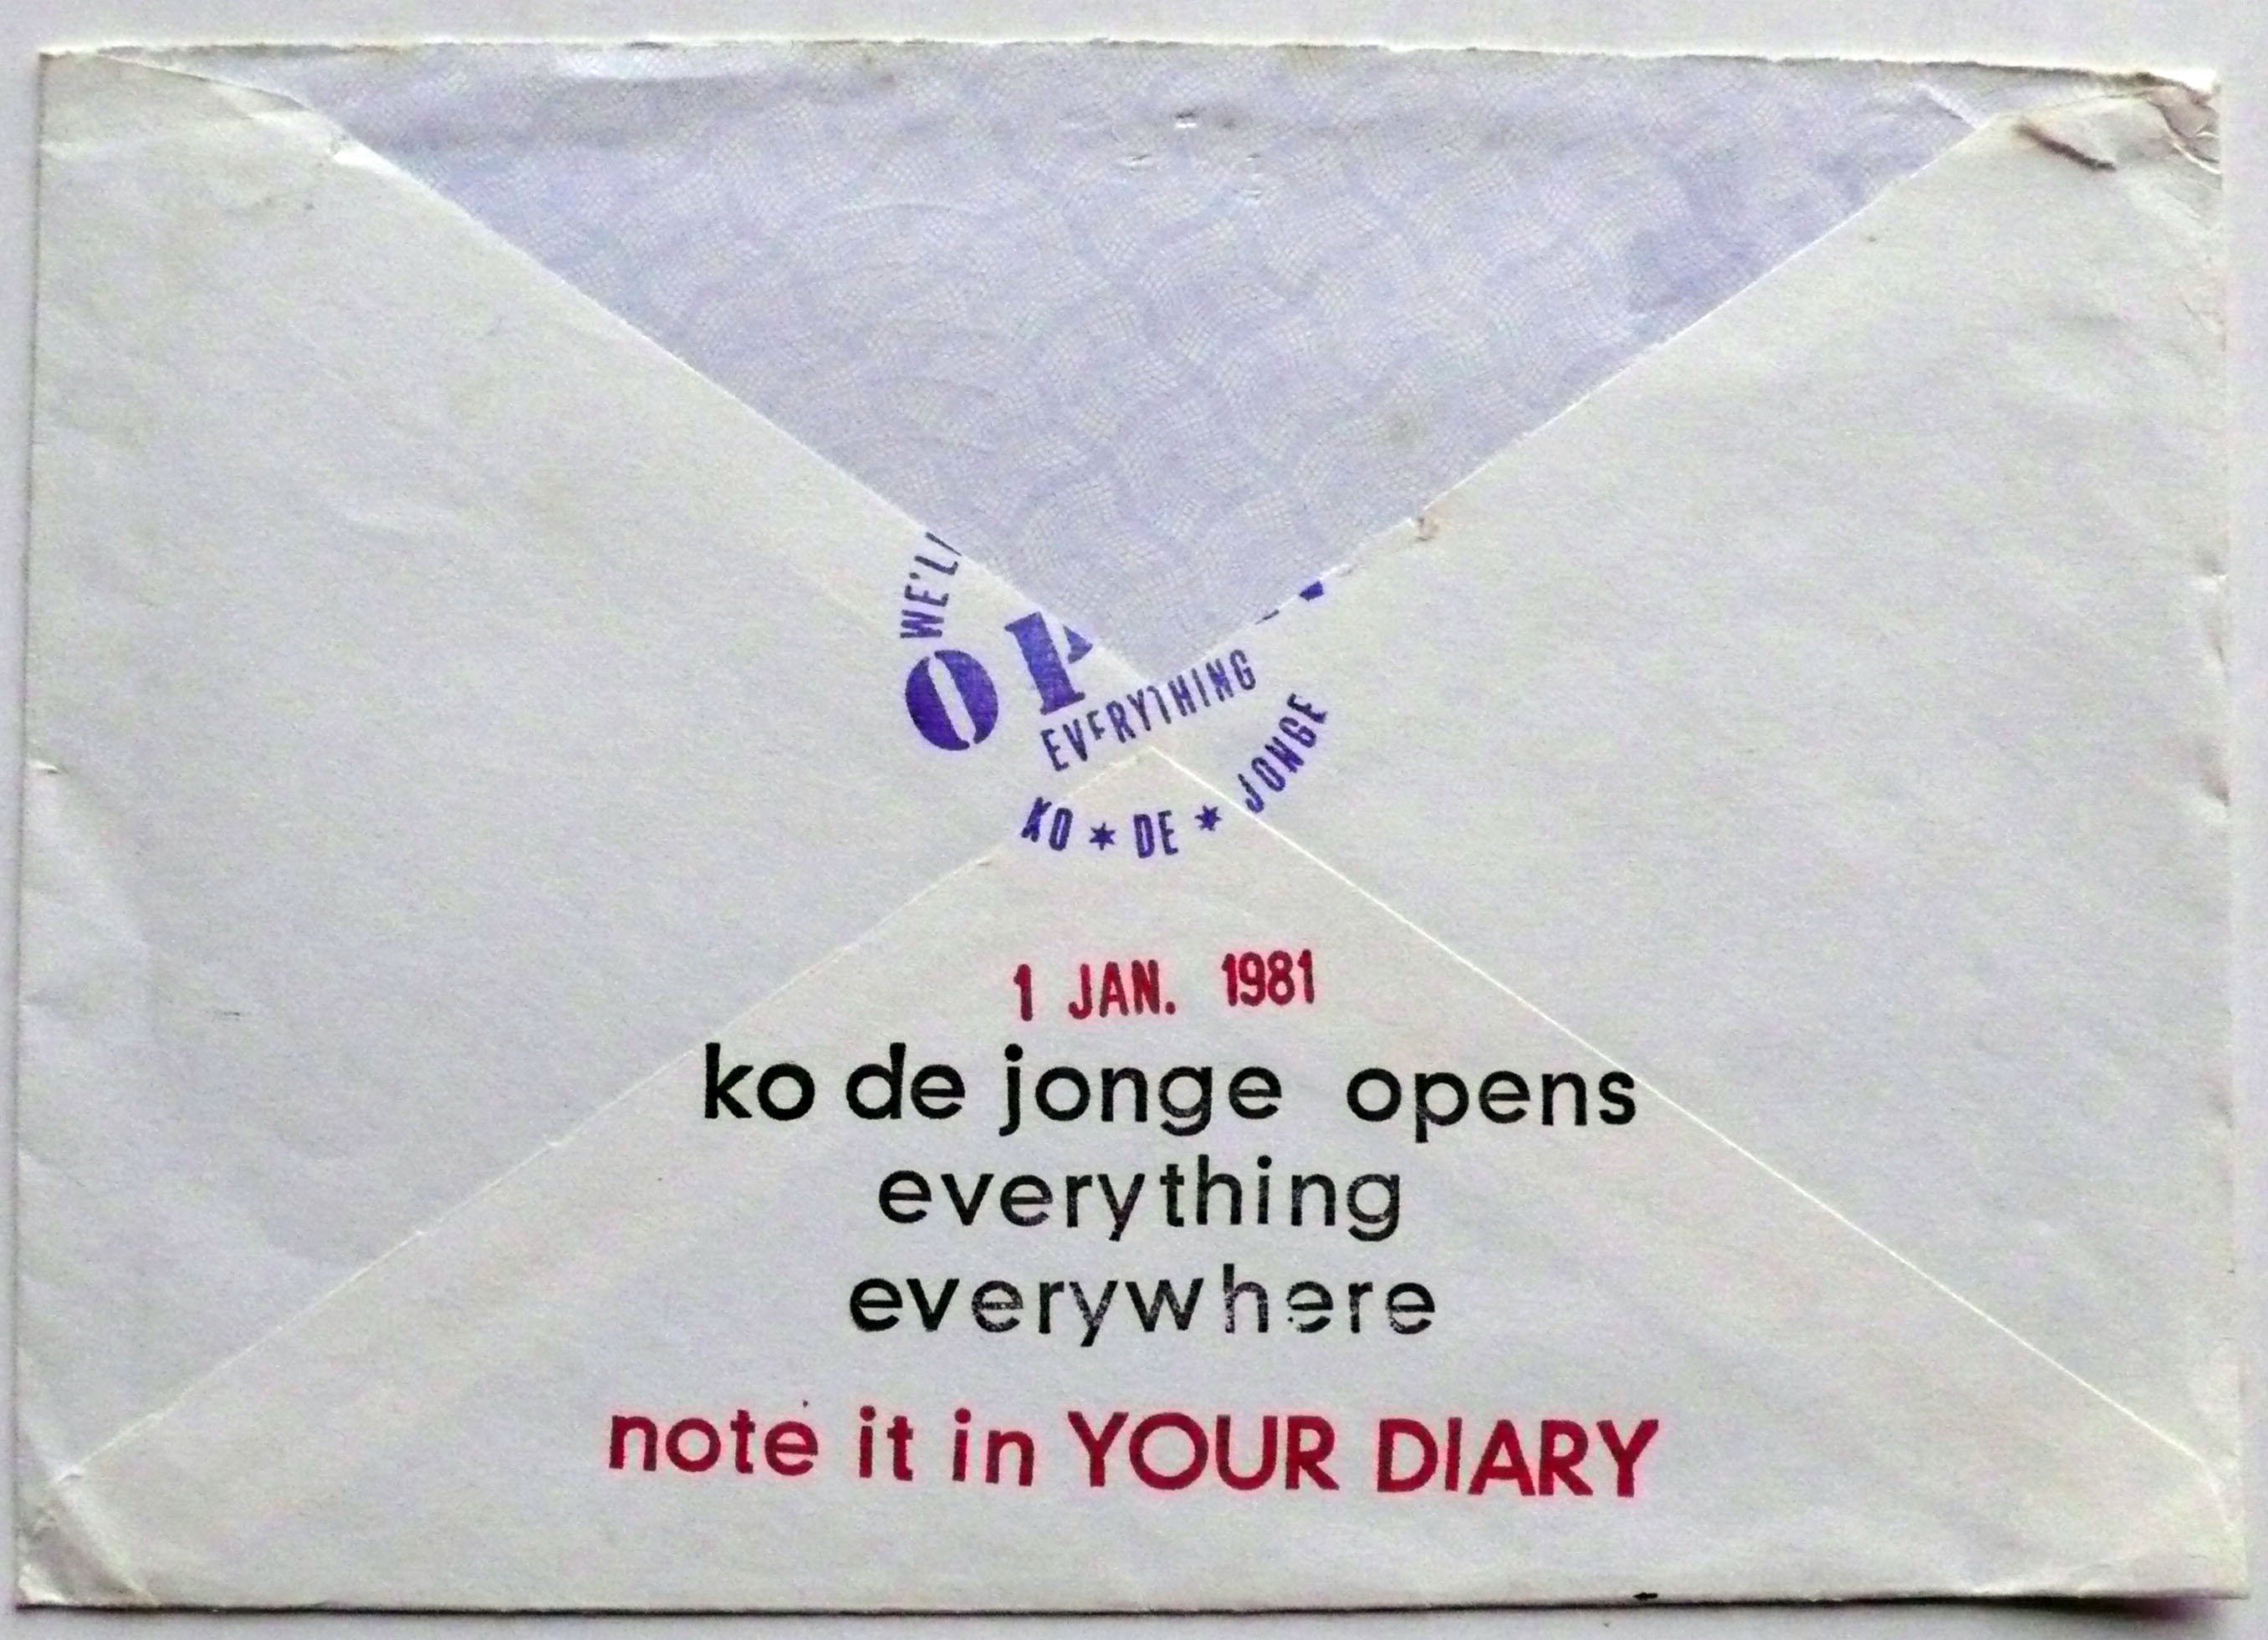 WE'LL
OP
EVERYTHING
KO * DE * JONGE
1 JAN. 1981
ko de jonge opens
everything
everywhere
note it in YOUR DIARY